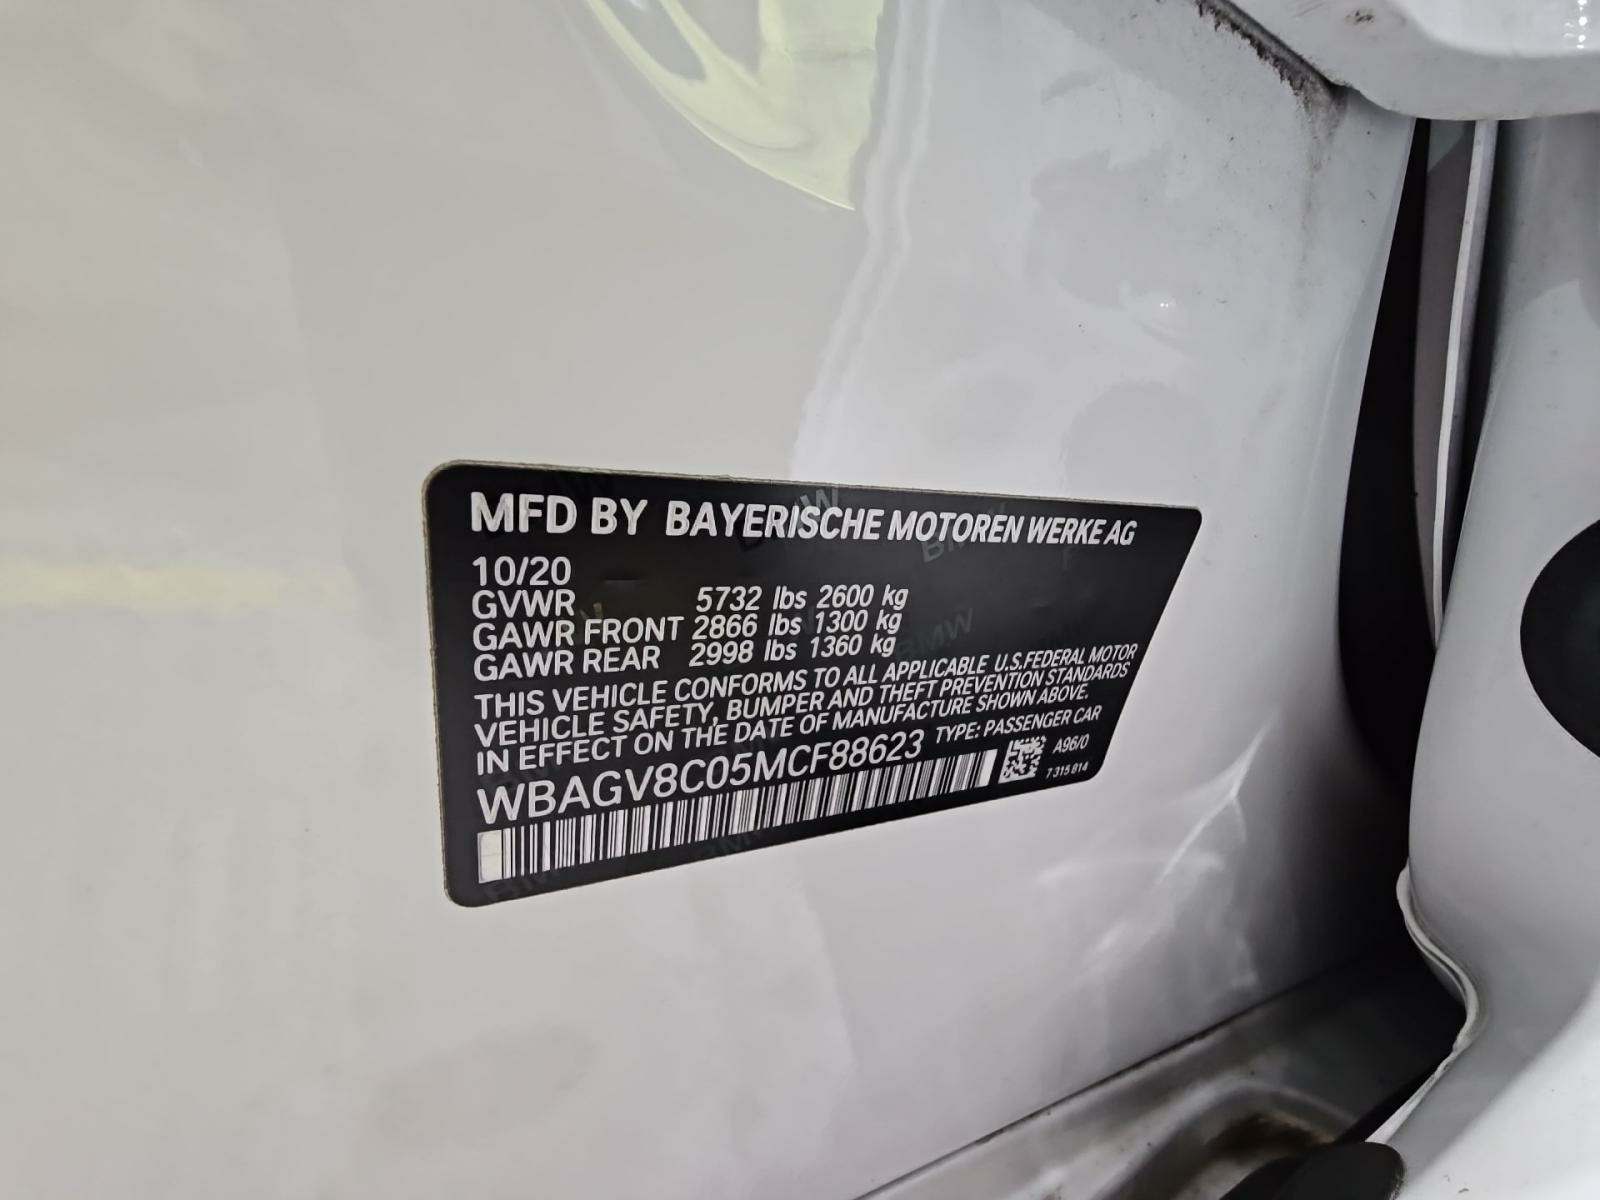 MFD BY BAYERISCHE MOTOREN WERKE AG
10/20
GVWR 5732 lbs 2600 kg
GAWR FRONT 2866 lbs 1300 kg
GAWR REAR 2998 lbs 1360 kg
THIS VEHICLE CONFORMS TO ALL APPLICABLE U.S.FEDERAL MOTOR
VEHICLE SAFETY, BUMPER AND THEFT PREVENTION STANDARDS
IN EFFECT ON THE DATE OF MANUFACTURE SHOWN ABOVE.
WBAGV8C05MCF88623 TYPE: PASSENGER CAR
A96/0
7 315 814